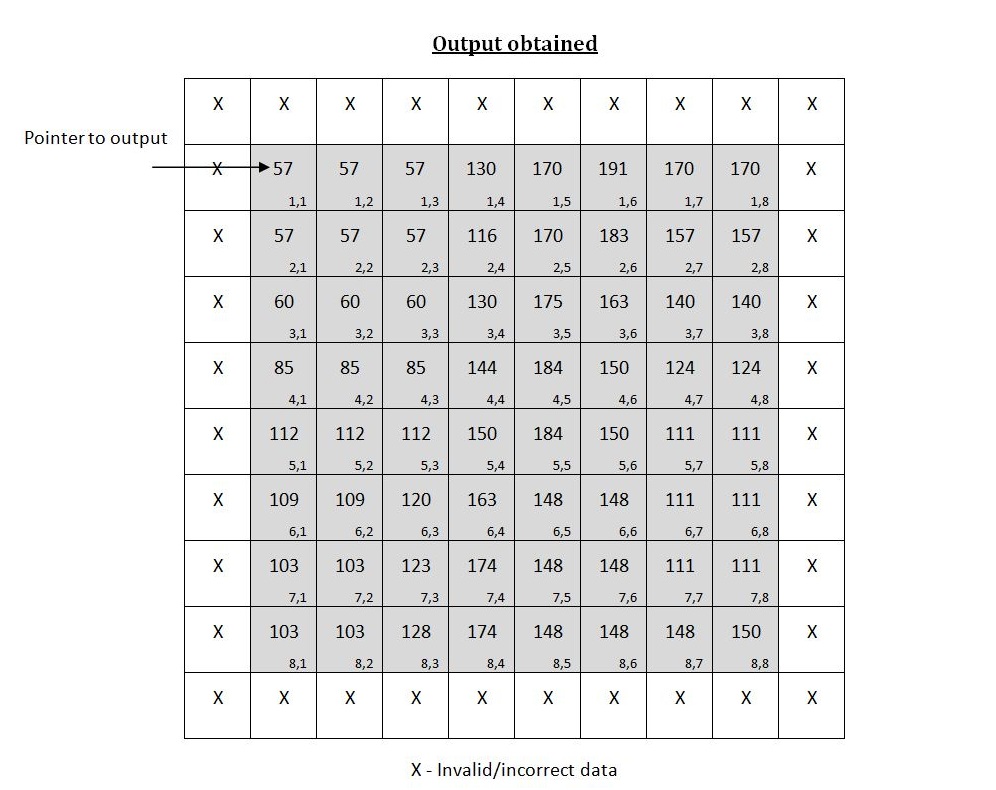 Output obtained
X X X X X X X X X X
Pointer to output
X 57 57 57 130 170 191 170 170 X
1,1 1,2 1,3 1,4 1,5 1,6 1,7 1,8
X 57 57 57 116 170 183 157 157 X
2,1 2,2 2,3 2,4 2,5 2,6 2,7 2,8
X 60 60 60 130 175 163 140 140 X
3,1 3,2 3,3 3,4 3,5 3,6 3,7 3,8
X 85 85 85 144 184 150 124 124 X
4,1 4,2 4,3 4,4 4,5 4,6 4,7 4,8
X 112 112 112 150 184 150 111 111 X
5,1 5,2 5,3 5,4 5,5 5,6 5,7 5,8
X 109 109 120 163 148 148 111 111 X
6,1 6,2 6,3 6,4 6,5 6,6 6,7 6,8
X 103 103 123 174 148 148 111 111 X
7,1 7,2 7,3 7,4 7,5 7,6 7,7 7,8
X 103 103 128 174 148 148 148 150 X
8,1 8,2 8,3 8,4 8,5 8,6 8,7 8,8
X X X X X X X X X X
X - Invalid/incorrect data